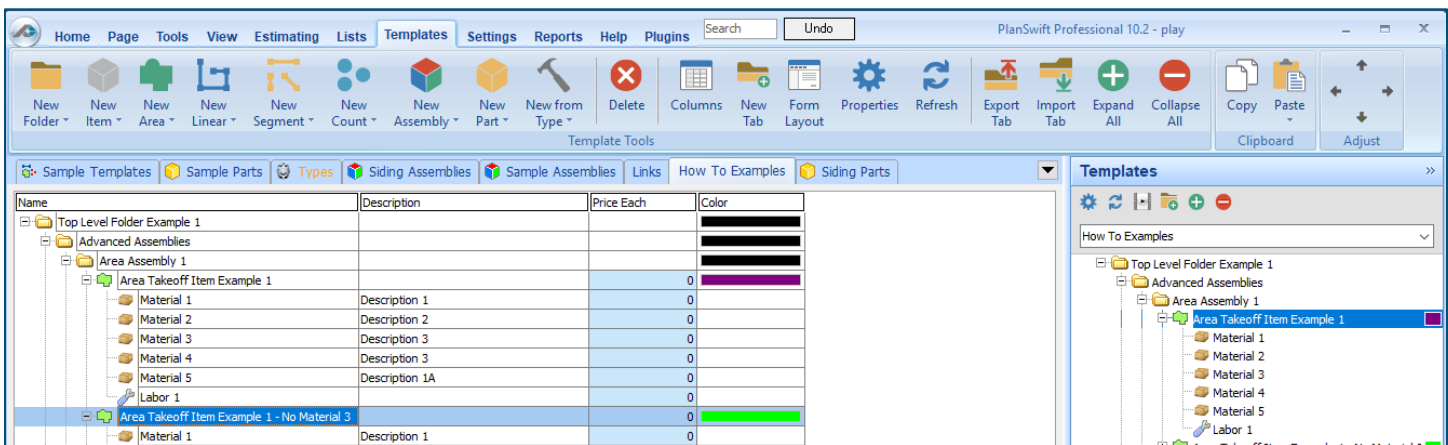 Home Page Tools View Estimating Lists Templates Settings Reports Help Plugins Search Undo PlanSwift Professional 10.2 - play
New Folder New Item New Area New Linear New Segment New Count New Assembly New Part New from Type Delete Columns New Tab Form Layout Properties Refresh Export Tab Import Tab Expand All Collapse All Copy Paste
Template Tools Clipboard Adjust
Sample Templates Sample Parts Types Siding Assemblies Sample Assemblies Links How To Examples Siding Parts
Name Description Price Each Color
Top Level Folder Example 1
Advanced Assemblies
Area Assembly 1
Area Takeoff Item Example 1 0
Material 1 Description 1 0
Material 2 Description 2 0
Material 3 Description 3 0
Material 4 Description 3 0
Material 5 Description 1A 0
Labor 1 0
Area Takeoff Item Example 1 - No Material 3 0
Material 1 Description 1 0
Templates
How To Examples
Top Level Folder Example 1
Advanced Assemblies
Area Assembly 1
Area Takeoff Item Example 1
Material 1
Material 2
Material 3
Material 4
Material 5
Labor 1